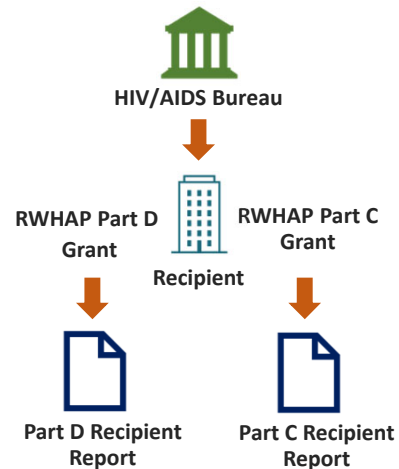 HIV/AIDS Bureau
RWHAP Part D
Grant
RWHAP Part C
Grant
Recipient
Part D Recipient
Report
Part C Recipient
Report